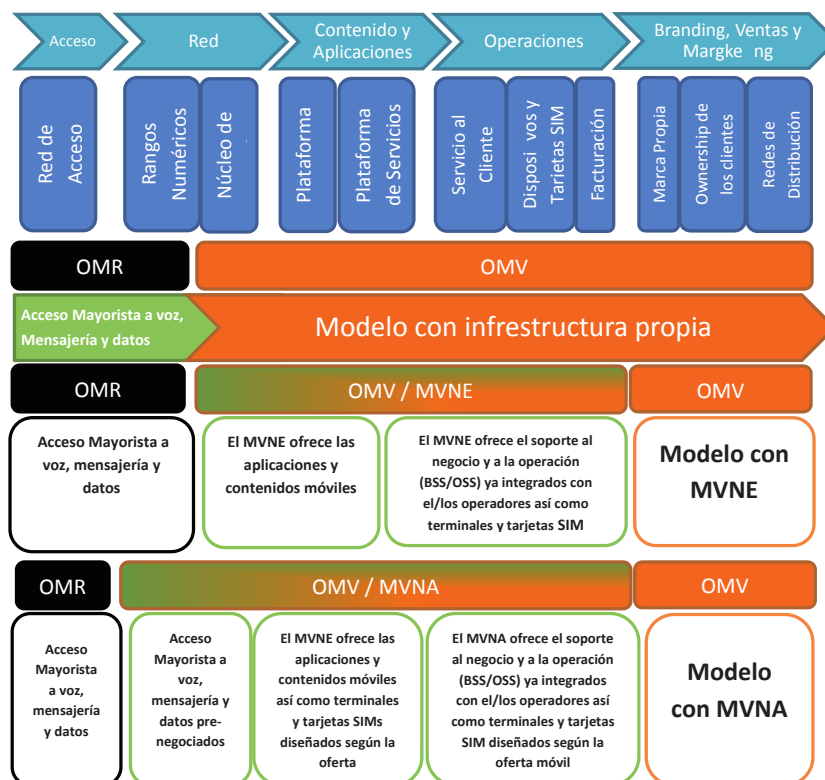 Acceso
Red
Contenido y
Aplicaciones
Operaciones
Branding, Ventas y
Margke ng
Red de
Acceso
Rangos
Numéricos
Núcleo de
Plataforma
Plataforma
de Servicios
Servicio al
Cliente
Disposi vos y
Tarietas SIM
Facturación
Marca Propia
Ownership de
los clientes
Redes de
Distribución
OMR
OMV
Acceso Mayorista a voz,
Mensajería y datos
Modelo con infrestructura propia
OMR
OMV / MVNE
OMV
Acceso Mayorista a
voz, mensajería y
datos
El MVNE ofrece las
aplicaciones y
contenidos móviles
El MVNE ofrece el soporte al
negocio y a la operación
(BSS/OSS) ya integrados con
el/los operadores así como
terminales y tarjetas SIM
Modelo con
MVNE
OMR
OMV / MVNA
OMV
Acceso
Mayorista
a voz,
mensajería
y datos
Acceso
Mayorista a
voz,
mensajería y
datos pre-
negociados
El MVNE ofrece las
aplicaciones y
contenidos móviles
así como terminales
y tarjetas SIMs
diseñados según la
oferta
El MVNA ofrece el soporte
al negocio y a la operación
(BSS/OSS) ya integrados
con el/los operadores así
como terminales y tarjetas
SIM diseñados según la
oferta móvil
Modelo
con MVNA